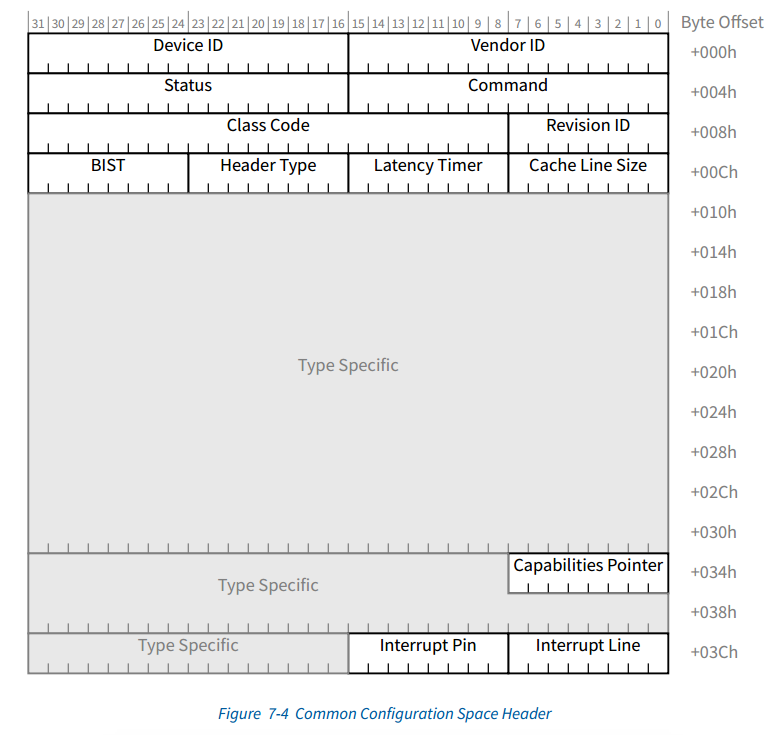 31 30 29 28 27 26 25 24 23 22 21 20 19 18 17 16 15 14 13 12 11 10 9 8 7 6 5 4 3 2 1 0 Byte Offset
Device ID Vendor ID +000h
Status Command +004h
Class Code Revision ID +008h
BIST Header Type Latency Timer Cache Line Size +00Ch
+010h
+014h
+018h
+01Ch
Type Specific
+020h
+024h
+028h
+02Ch
+030h
Capabilities Pointer +034h
Type Specific
+038h
Type Specific Interrupt Pin Interrupt Line +03Ch
Figure 7-4 Common Configuration Space Header